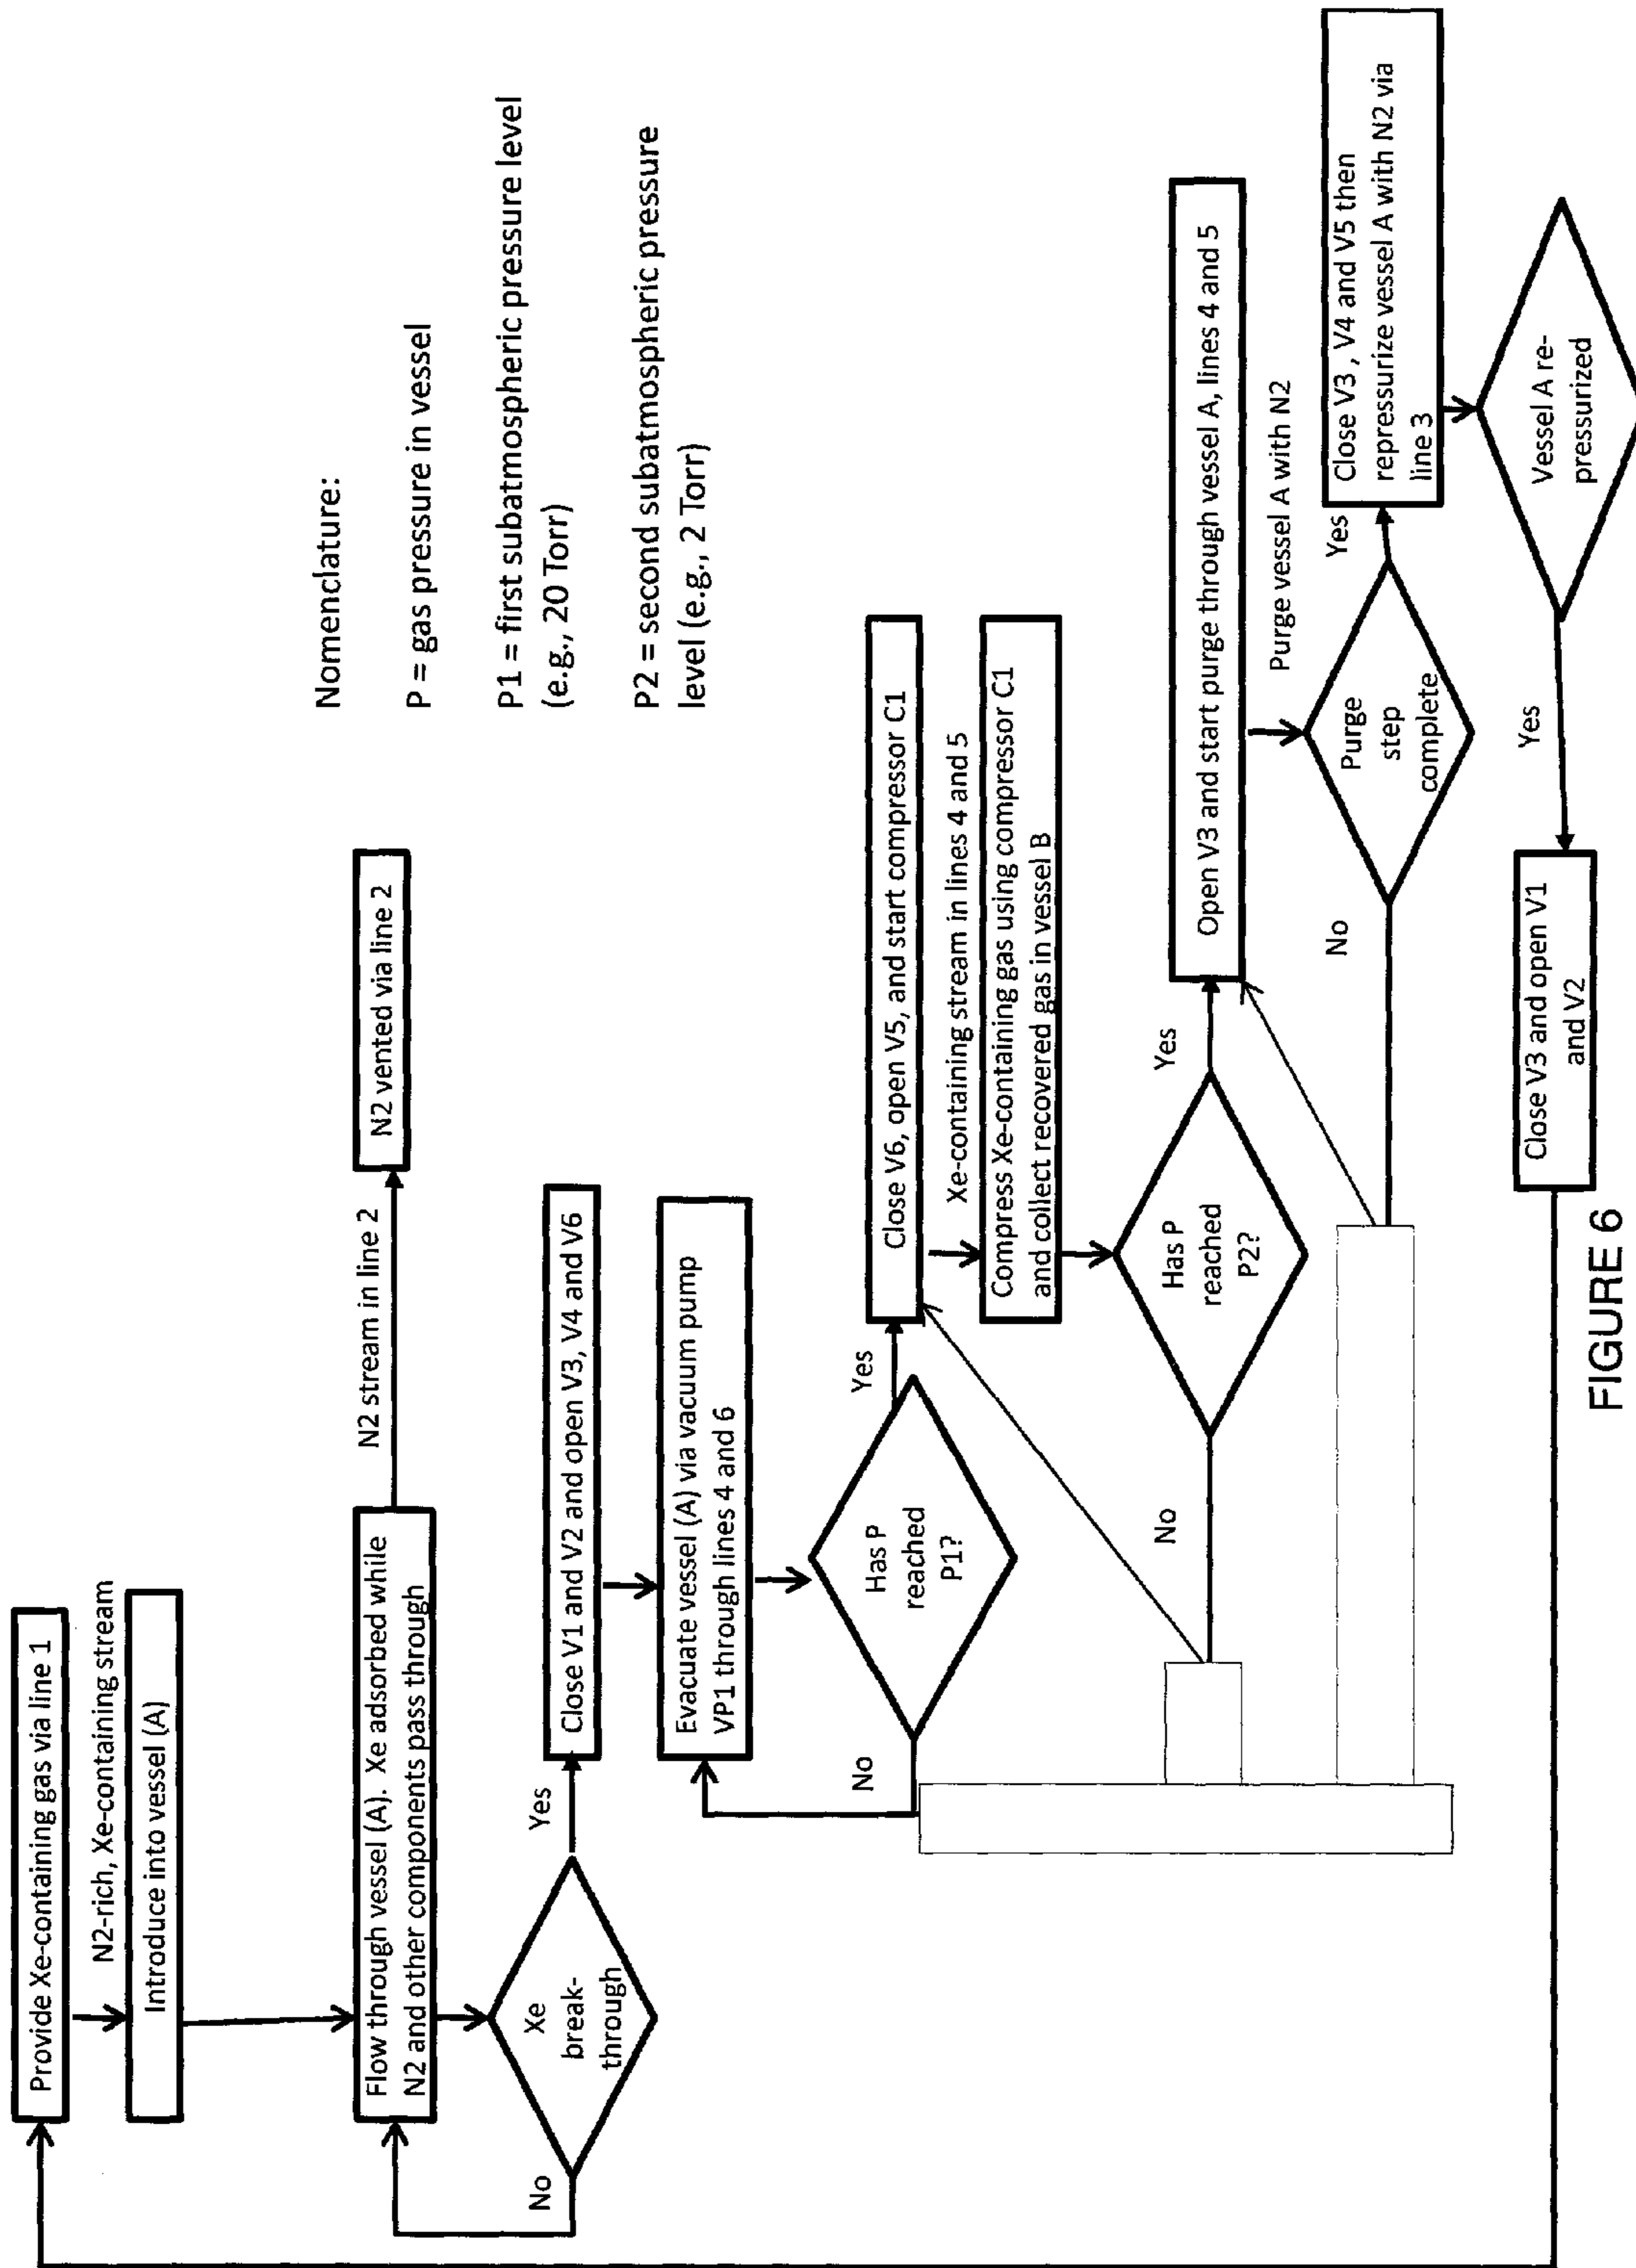 Provide Xe-containing gas via line 1
N2-rich, Xe-containing stream
Introduce into vessel (A)
Flow through vessel (A). Xe adsorbed while
N2 and other components pass through
N2 stream in line 2
N2 vented via line 2
Xe
break-
through
No
Yes
Close V1 and V2 and open V3, V4 and V6
Evacuate vessel (A) via vacuum pump
VP1 through lines 4 and 6
Has P
reached
P1?
No
Yes
Close V6, open V5, and start compressor C1
Xe-containing stream in lines 4 and 5
Compress Xe-containing gas using compressor C1
and collect recovered gas in vessel B
Has P
reached
P2?
No
Yes
Open V3 and start purge through vessel A, lines 4 and 5
Purge vessel A with N2
Purge
step
complete
No
Yes
Close V3, V4 and V5 then
repressurize vessel A with N2 via
line 3
Vessel A re-
pressurized
Yes
Close V3 and open V1
and V2
Nomenclature:
P = gas pressure in vessel
P1 = first subatmospheric pressure level
(e.g., 20 Torr)
P2 = second subatmospheric pressure
level (e.g., 2 Torr)
FIGURE 6